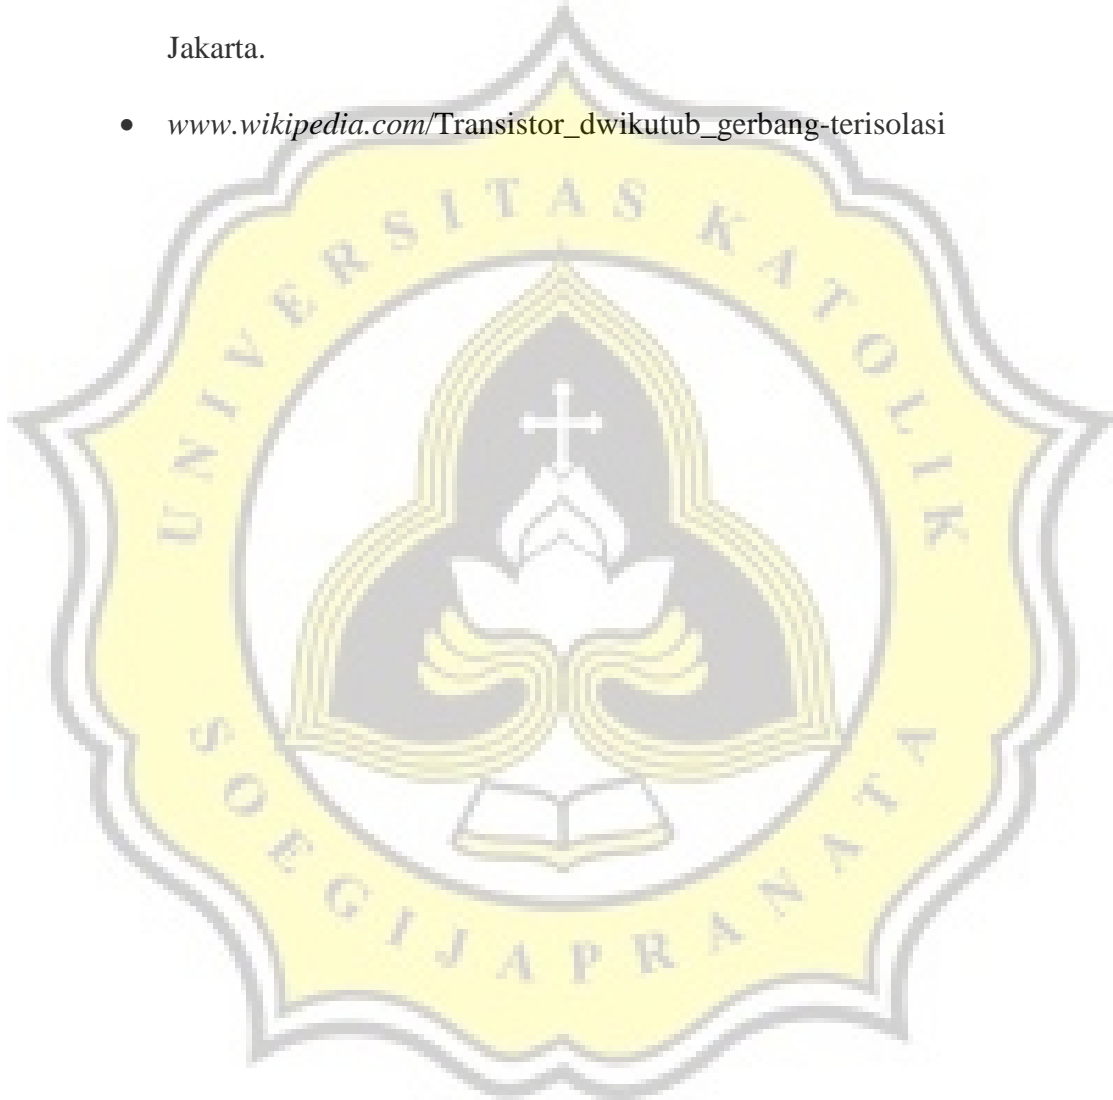 Jakarta.
• www.wikipedia.com/Transistor_dwikutub_gerbang-terisolasi
UNIVERSITAS KATOLIK
SOEGIJAPRANATA